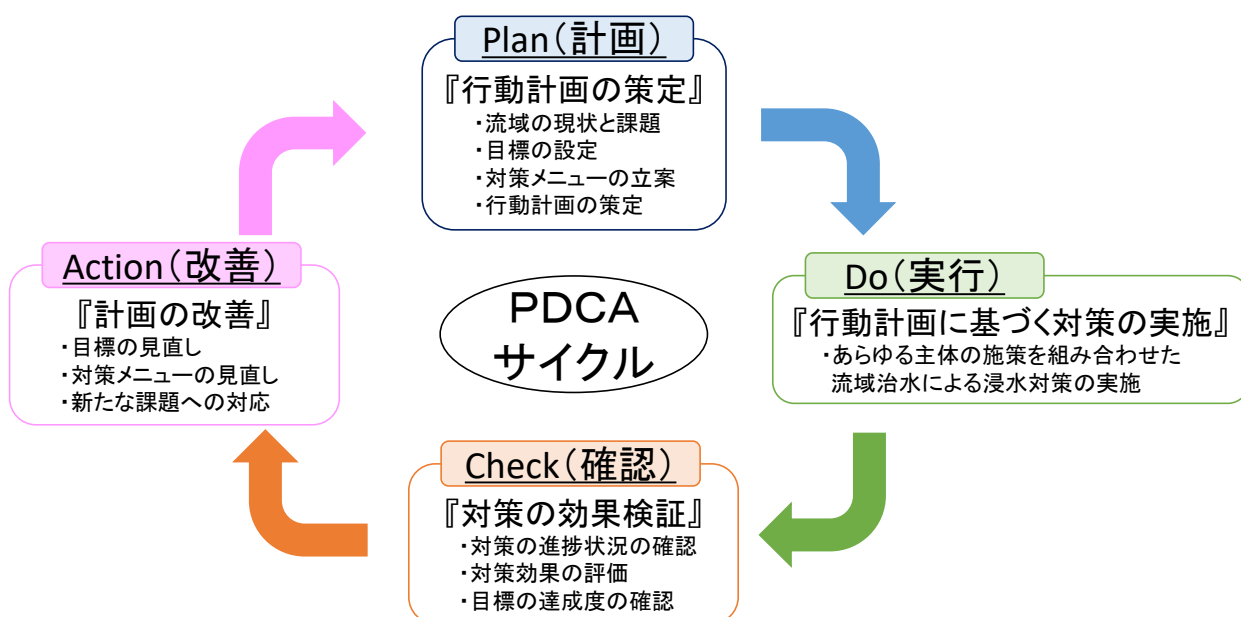 Plan(計画)
『行動計画の策定』
・流域の現状と課題
・目標の設定
・対策メニューの立案
・行動計画の策定
Action(改善)
『計画の改善』
・目標の見直し
・対策メニューの見直し
・新たな課題への対応
PDCA
サイクル
Do(実行)
『行動計画に基づく対策の実施』
・あらゆる主体の施策を組み合わせた
流域治水による浸水対策の実施
Check(確認)
『対策の効果検証』
・対策の進捗状況の確認
・対策効果の評価
・目標の達成度の確認